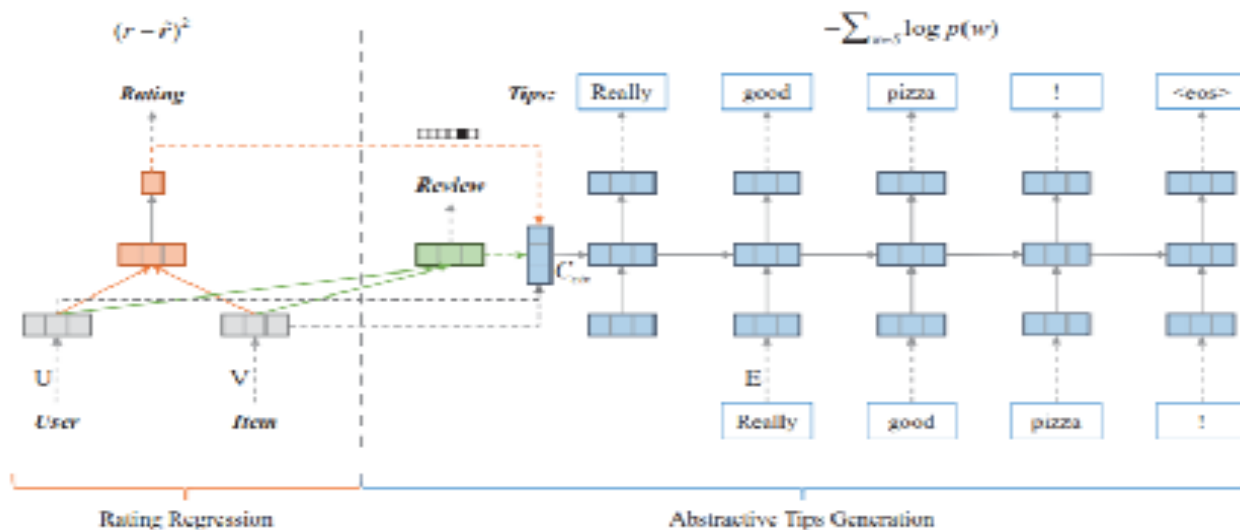 (r − r̂)² −∑w∈S log p(w)
Rating Tips: Really good pizza ! <eos>
Review
C
U V E
User Item Really good pizza !
Rating Regression Abstractive Tips Generation